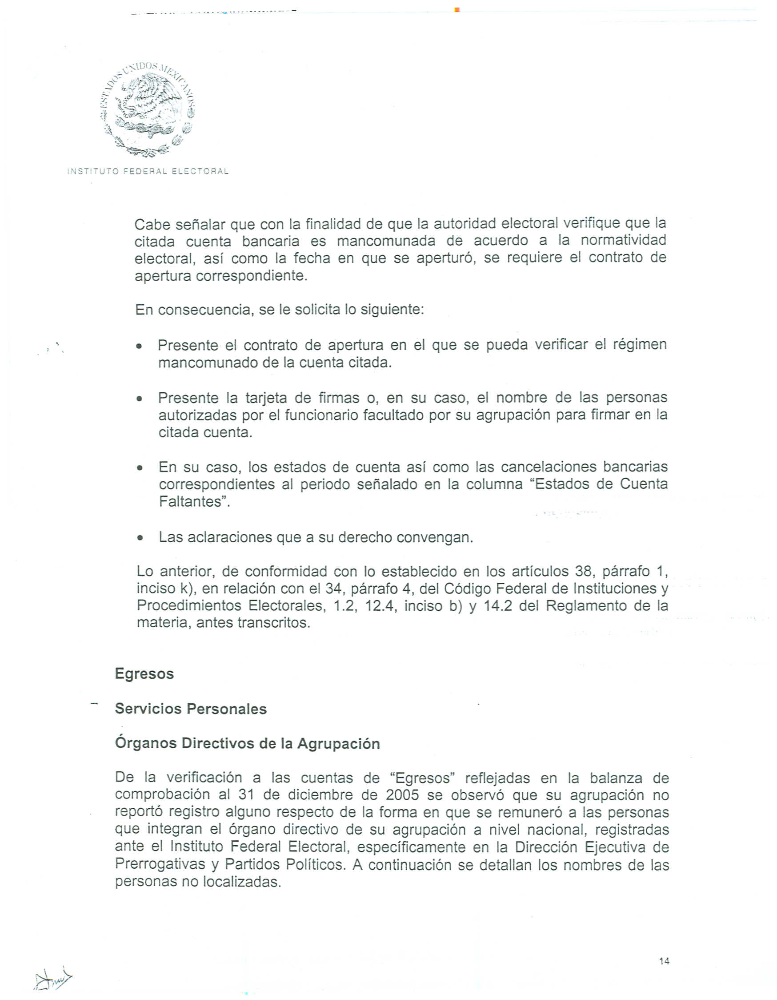 ESTADOS UNIDOS MEXICANOS
INSTITUTO FEDERAL ELECTORAL
Cabe señalar que con la finalidad de que la autoridad electoral verifique que la
citada cuenta bancaria es mancomunada de acuerdo a la normatividad
electoral, así como la fecha en que se aperturó, se requiere el contrato de
apertura correspondiente.
En consecuencia, se le solicita lo siguiente:
• Presente el contrato de apertura en el que se pueda verificar el régimen
mancomunado de la cuenta citada.
• Presente la tarjeta de firmas o, en su caso, el nombre de las personas
autorizadas por el funcionario facultado por su agrupación para firmar en la
citada cuenta.
• En su caso, los estados de cuenta así como las cancelaciones bancarias
correspondientes al periodo señalado en la columna “Estados de Cuenta
Faltantes”.
• Las aclaraciones que a su derecho convengan.
Lo anterior, de conformidad con lo establecido en los artículos 38, párrafo 1,
inciso k), en relación con el 34, párrafo 4, del Código Federal de Instituciones y
Procedimientos Electorales, 1.2, 12.4, inciso b) y 14.2 del Reglamento de la
materia, antes transcritos.
Egresos
Servicios Personales
Órganos Directivos de la Agrupación
De la verificación a las cuentas de “Egresos” reflejadas en la balanza de
comprobación al 31 de diciembre de 2005 se observó que su agrupación no
reportó registro alguno respecto de la forma en que se remuneró a las personas
que integran el órgano directivo de su agrupación a nivel nacional, registradas
ante el Instituto Federal Electoral, específicamente en la Dirección Ejecutiva de
Prerrogativas y Partidos Políticos. A continuación se detallan los nombres de las
personas no localizadas.
14